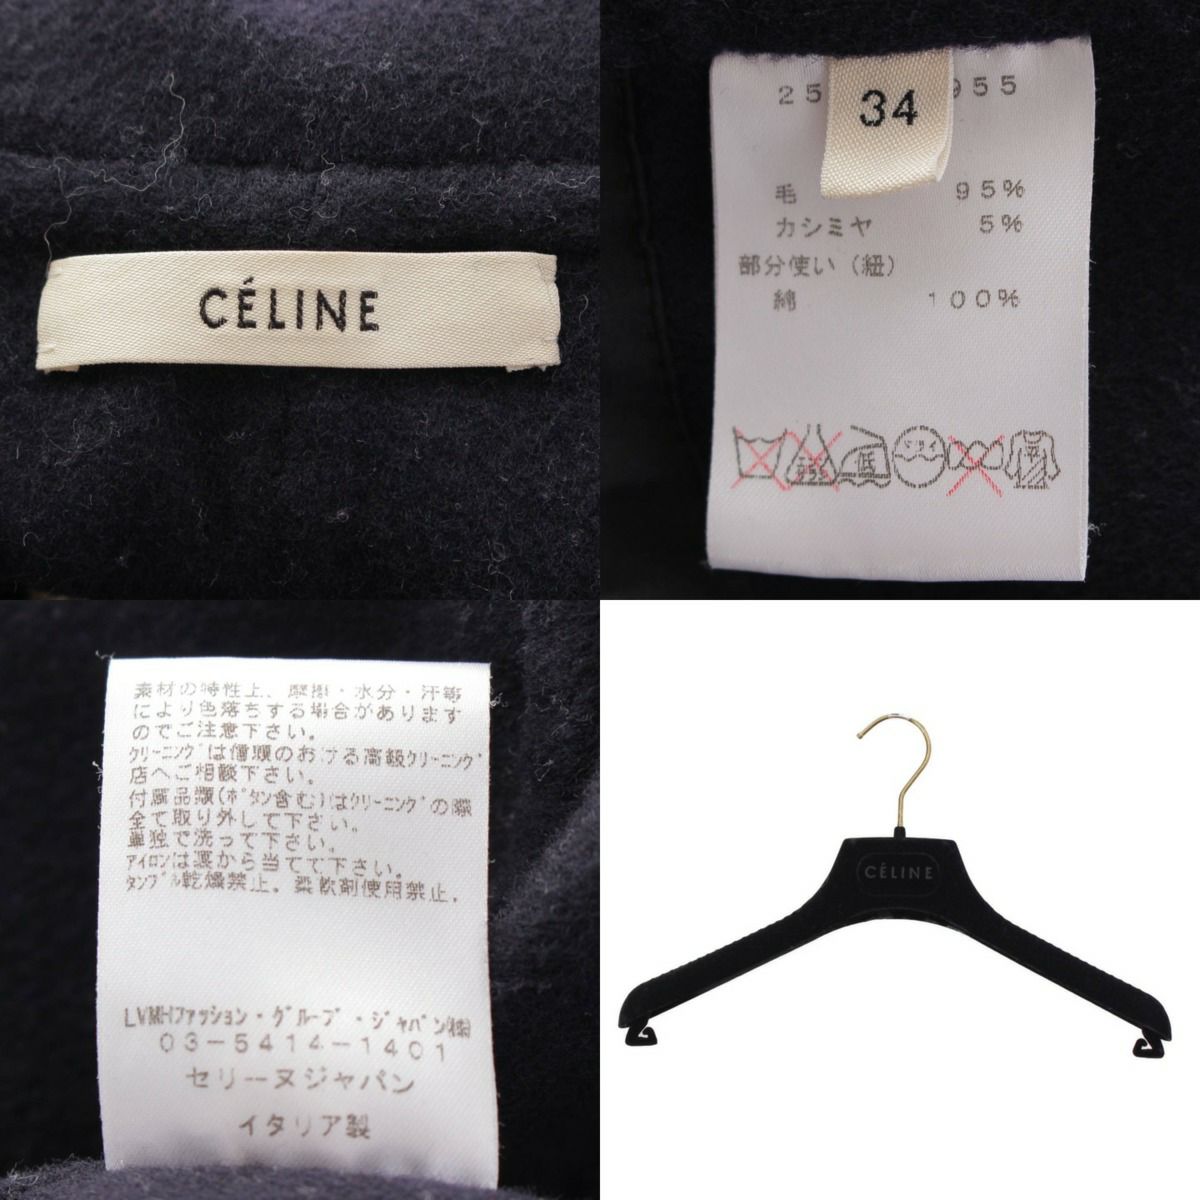 CÉLINE
34
25 955
毛 95%
カシミヤ 5%
部分使い（紐）
綿 100%
低
素材の特性上、摩擦・水分・汗等
により色落ちする場合があります
のでご注意下さい。
クリーニングは信頼のおける高級クリーニング
店へご相談下さい。
付属品類(ボタン含む)はクリーニングの際
全て取り外して下さい。
単独で洗って下さい。
アイロンは裏から当てて下さい。
タンブル乾燥禁止。柔軟剤使用禁止。
LVMHファッション・グループ・ジャパン㈱
03-5414-1401
セリーヌジャパン
イタリア製
CÉLINE